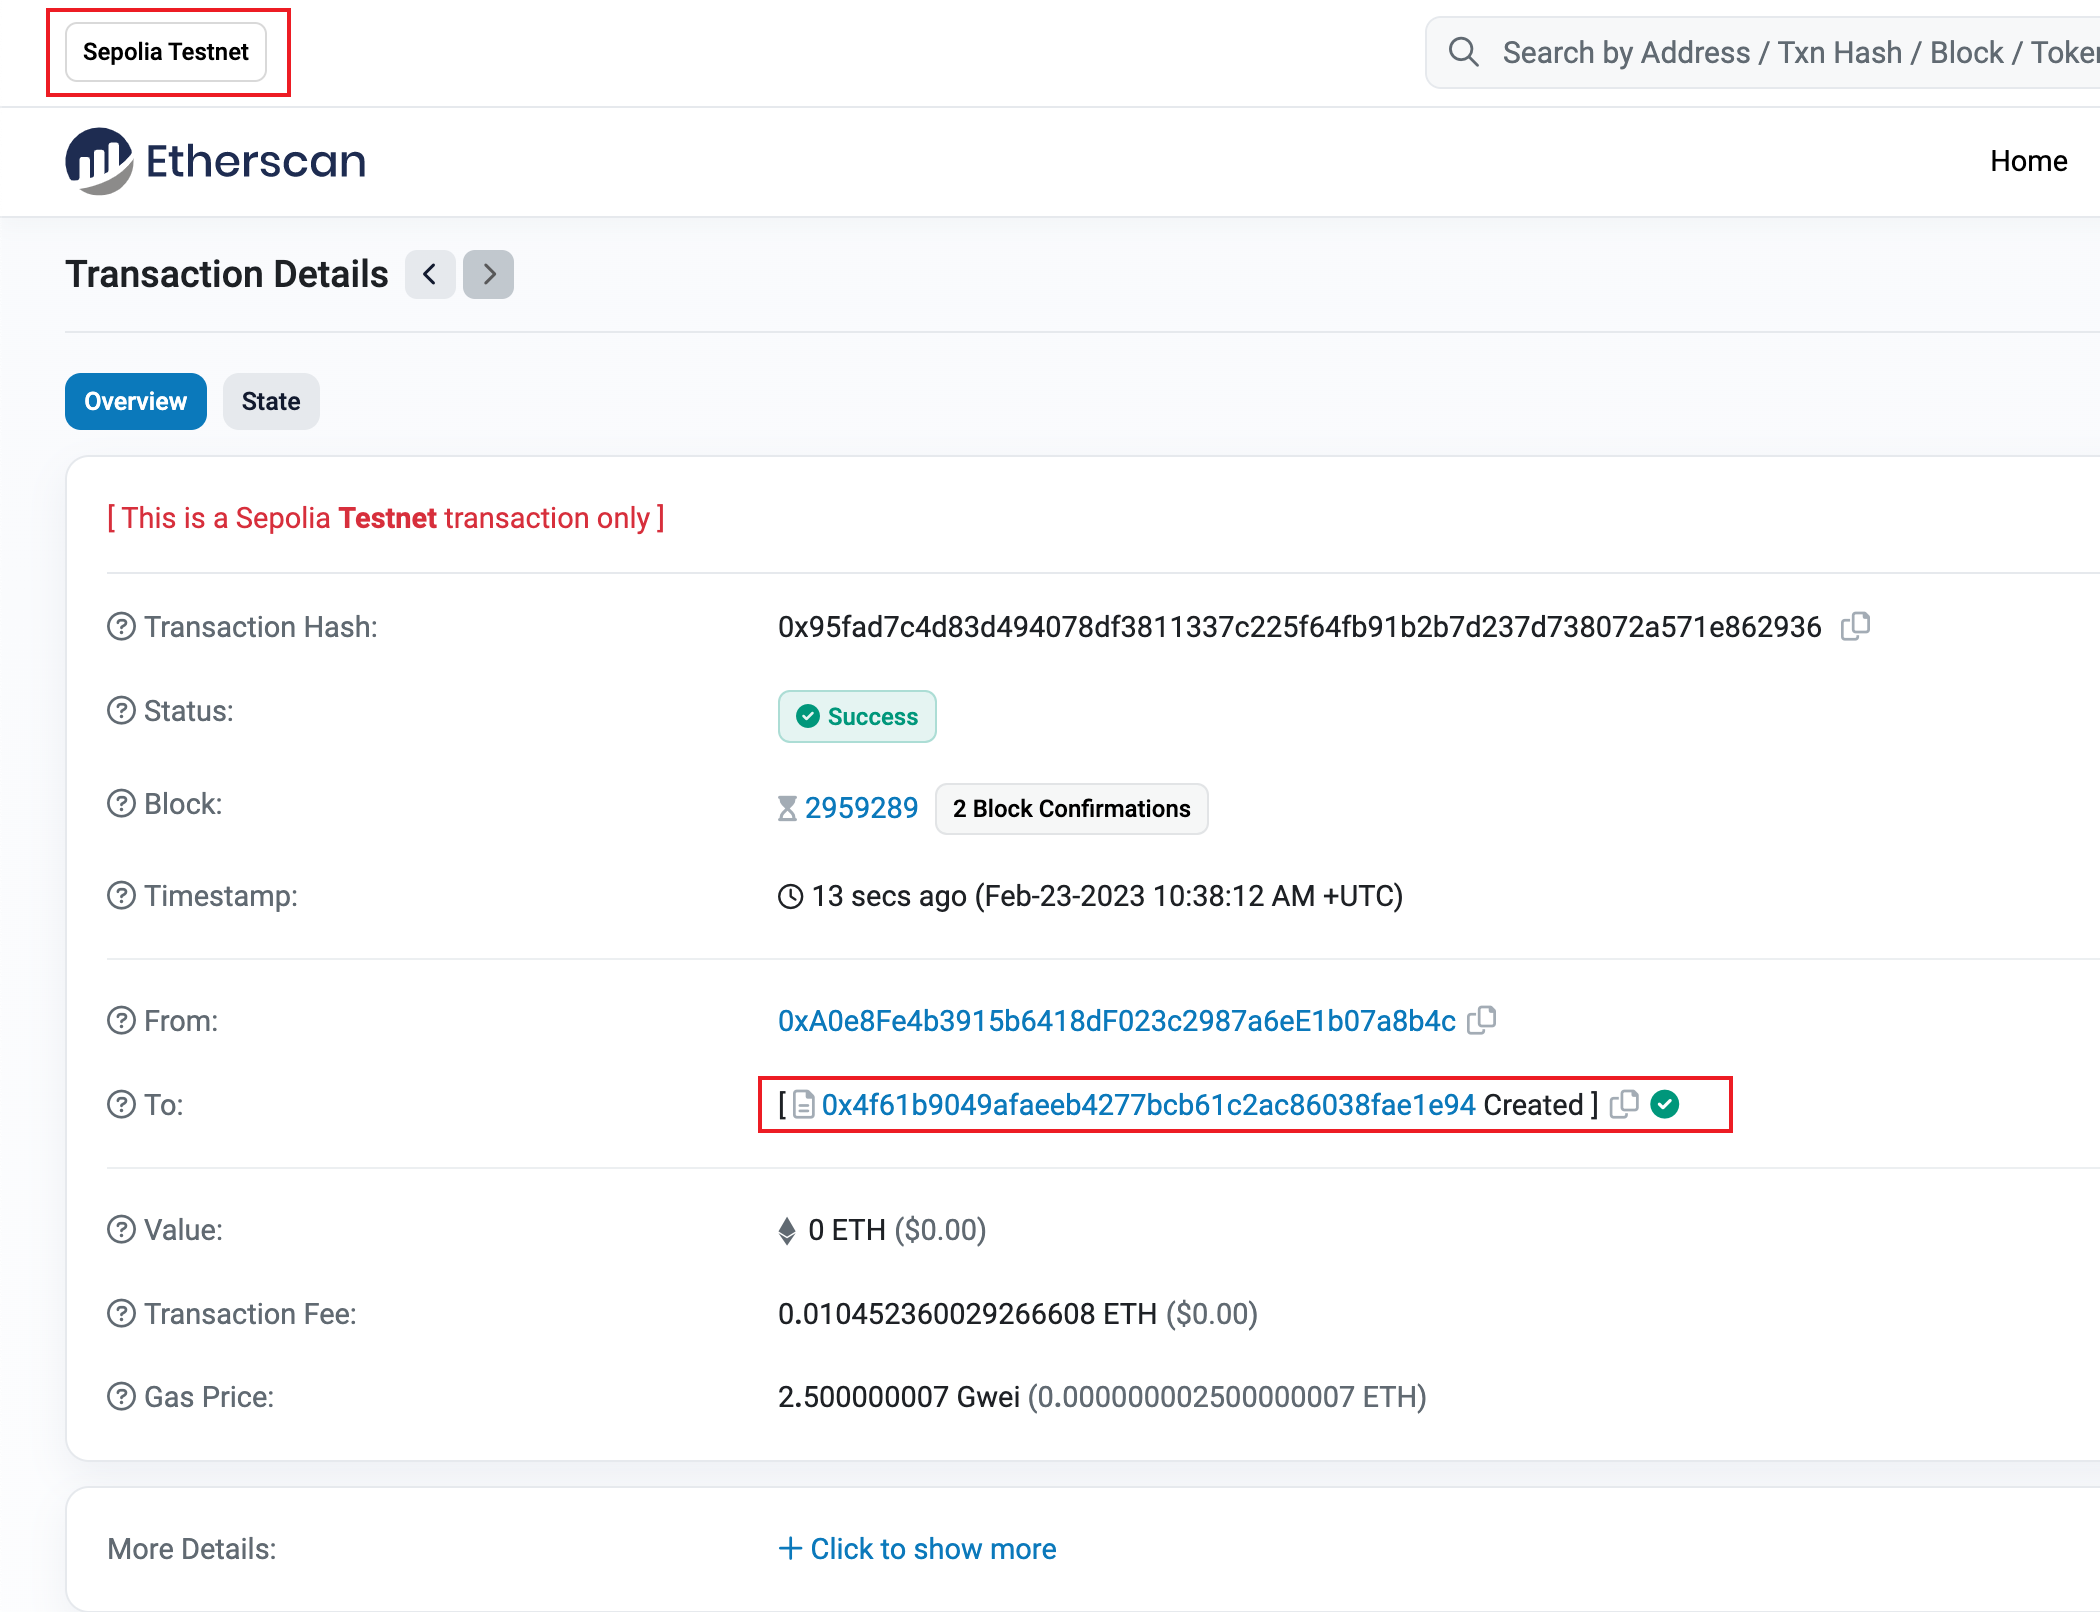 Sepolia Testnet
Search by Address / Txn Hash / Block / Token
Etherscan
Home
Transaction Details
Overview
State
[ This is a Sepolia Testnet transaction only ]
Transaction Hash: 0x95fad7c4d83d494078df3811337c225f64fb91b2b7d237d738072a571e862936
Status: Success
Block: 2959289 2 Block Confirmations
Timestamp: 13 secs ago (Feb-23-2023 10:38:12 AM +UTC)
From: 0xA0e8Fe4b3915b6418dF023c2987a6eE1b07a8b4c
To: [ 0x4f61b9049afaeeb4277bcb61c2ac86038fae1e94 Created ]
Value: 0 ETH ($0.00)
Transaction Fee: 0.010452360029266608 ETH ($0.00)
Gas Price: 2.500000007 Gwei (0.000000002500000007 ETH)
More Details: + Click to show more